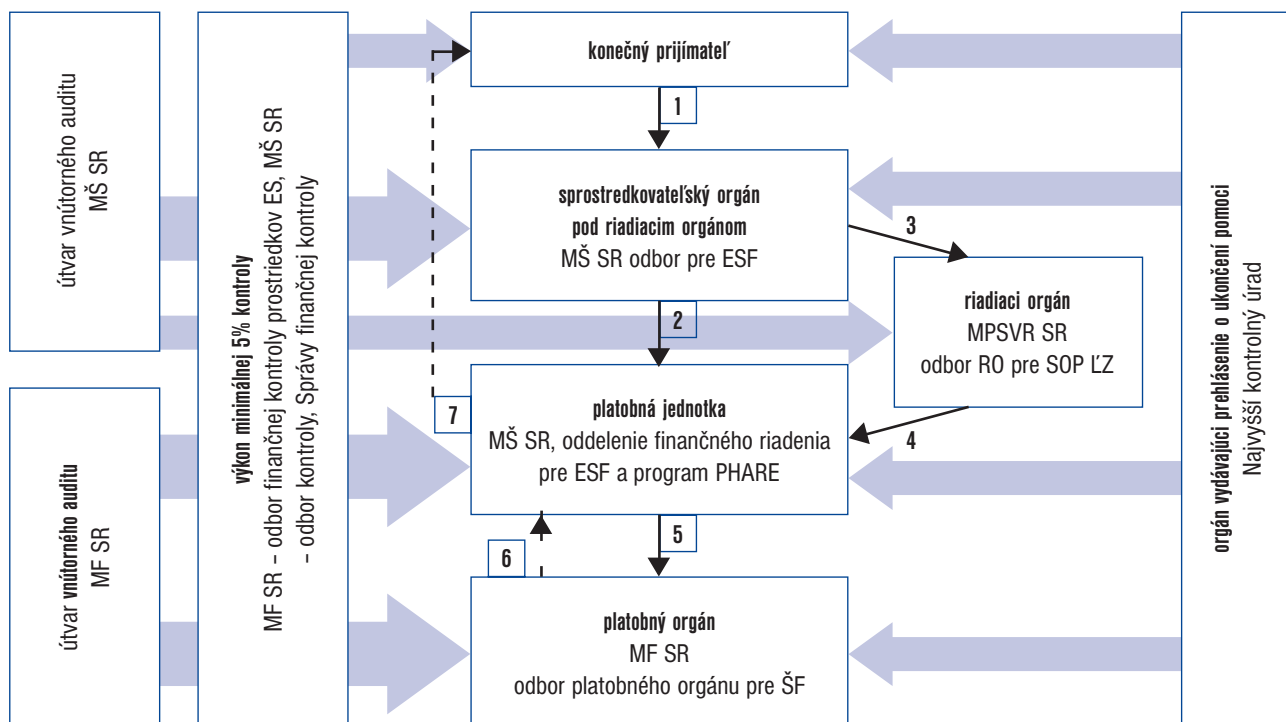 útvar vnútorného auditu
MŠ SR
útvar vnútorného auditu
MF SR
výkon minimálnej 5% kontroly
MF SR – odbor finančnej kontroly prostriedkov ES, MŠ SR
– odbor kontroly, Správy finančnej kontroly
konečný prijímateľ
1
sprostredkovateľský orgán
pod riadiacim orgánom
MŠ SR odbor pre ESF
3
2
riadiaci orgán
MPSVR SR
odbor RO pre SOP ĽZ
4
7
platobná jednotka
MŠ SR, oddelenie finančného riadenia
pre ESF a program PHARE
6
5
platobný orgán
MF SR
odbor platobného orgánu pre ŠF
orgán vydávajúci prehlásenie o ukončení pomoci
Najvyšší kontrolný úrad